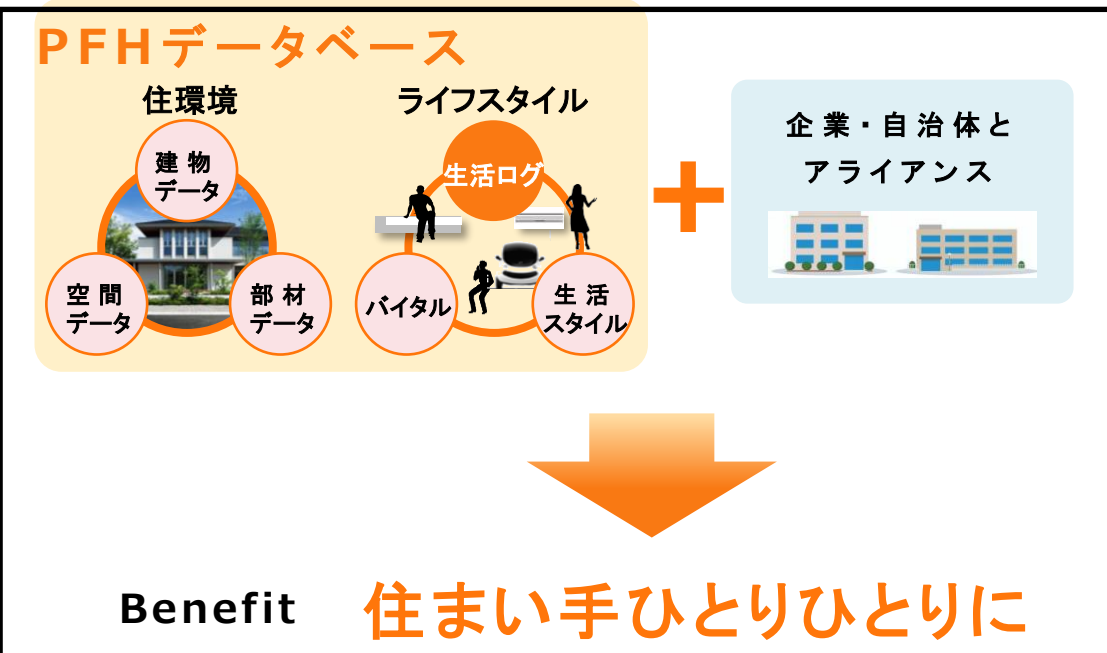 PFHデータベース
住環境
建物
データ
空間
データ
部材
データ
ライフスタイル
生活ログ
バイタル
生活
スタイル
+
企業・自治体と
アライアンス
Benefit 住まい手ひとりひとりに